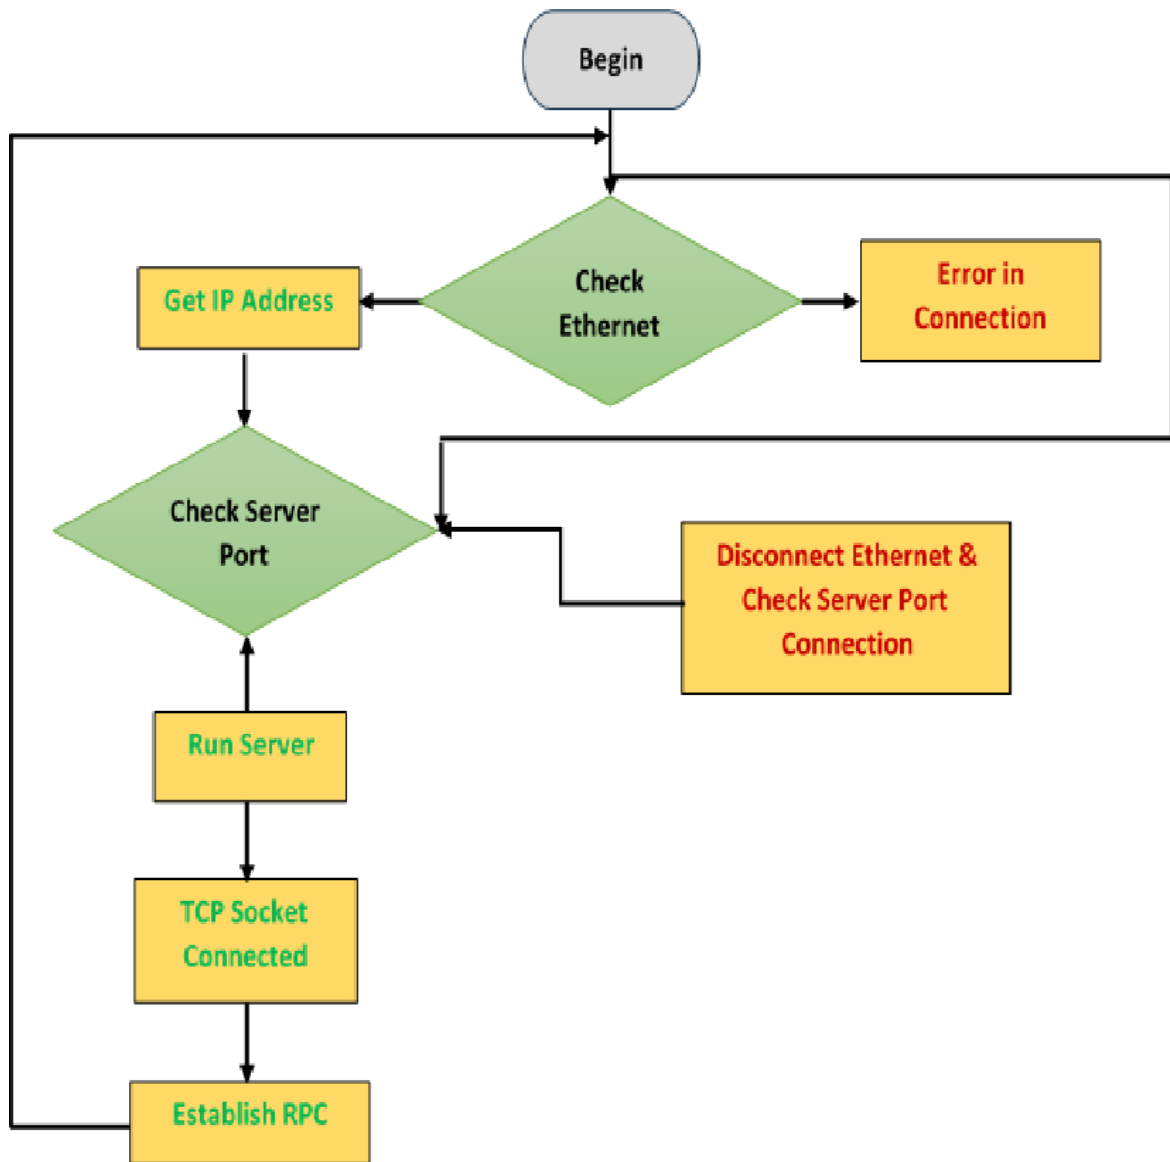 Begin
Check
Ethernet
Error in
Connection
Get IP Address
Check Server
Port
Disconnect Ethernet &
Check Server Port
Connection
Run Server
TCP Socket
Connected
Establish RPC